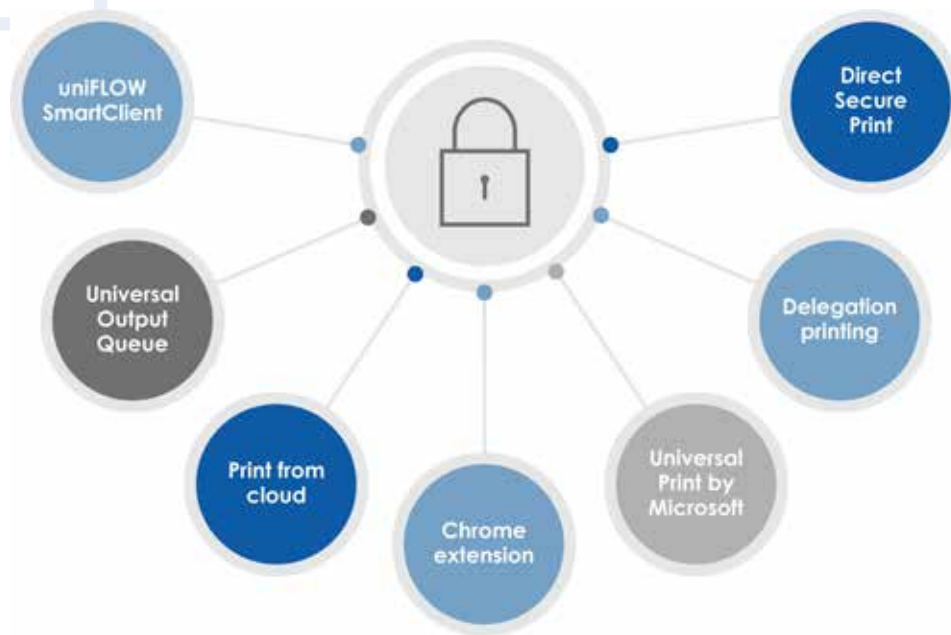 uniFLOW
SmartClient
Direct
Secure
Print
Universal
Output
Queue
Delegation
printing
Print from
cloud
Universal
Print by
Microsoft
Chrome
extension